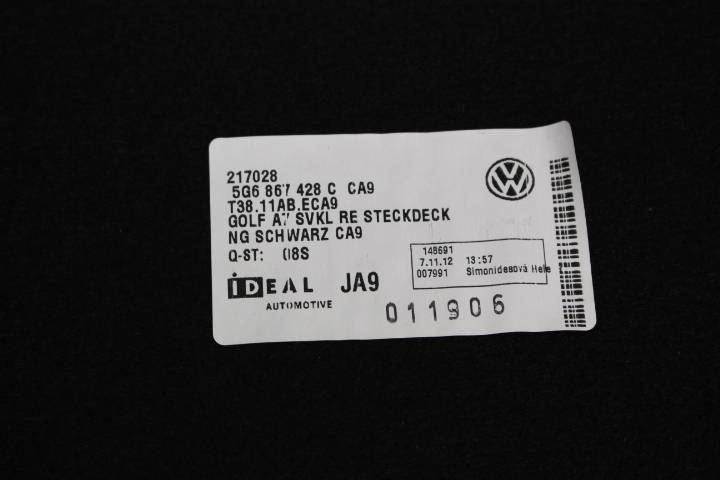 217028
5G6 867 428 C CA9
T38.11AB.ECA9
GOLF A7 SVKL RE STECKDECK
NG SCHWARZ CA9
Q-ST: 08S
148691
7.11.12 13:57
007991 Simonidesová Hele
IDEAL JA9
AUTOMOTIVE
011906
VW